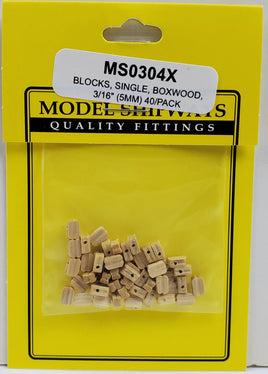 MS0304X
BLOCKS, SINGLE, BOXWOOD,
3/16" (5MM) 40/PACK
MODEL SHIPWAYS
QUALITY FITTINGS